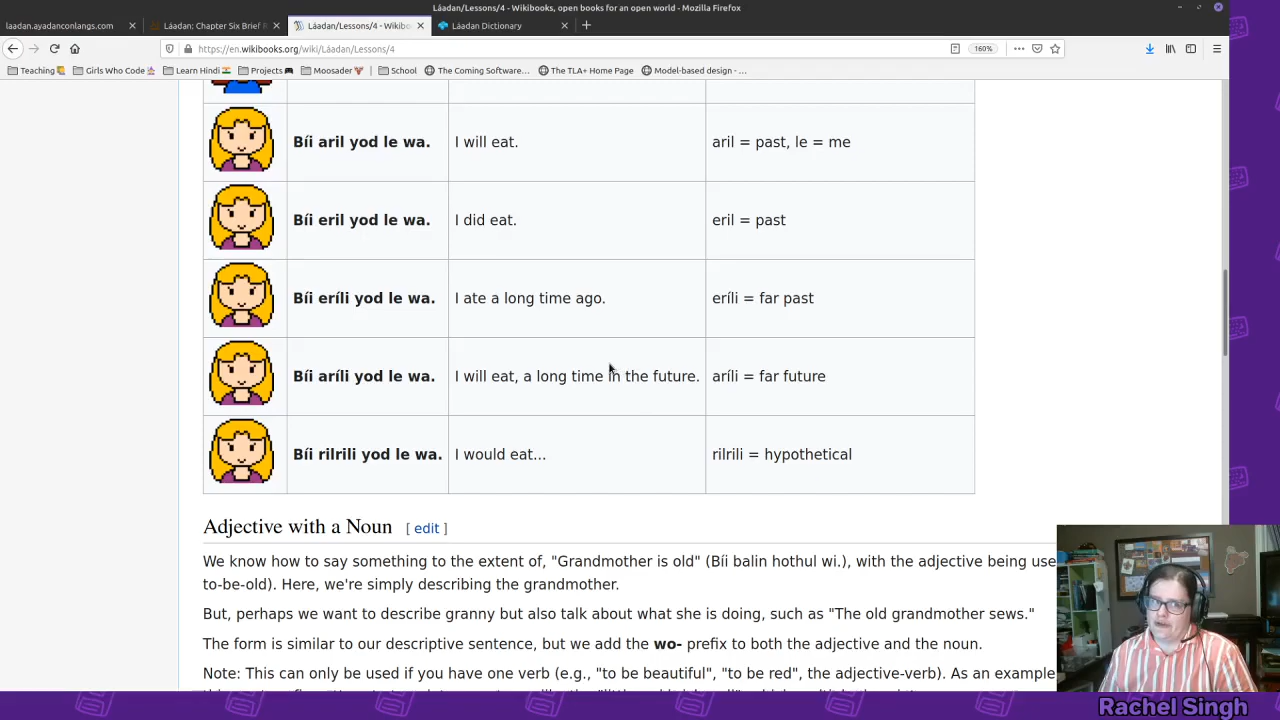 Láadan/Lessons/4 - Wikibooks, open books for an open world - Mozilla Firefox
laadan.ayadanconlangs.com
Láadan: Chapter Six Brief A
Láadan/Lessons/4 - Wikibo
Láadan Dictionary
https://en.wikibooks.org/wiki/Láadan/Lessons/4
160%
Teaching
Girls Who Code
Learn Hindi
Projects
Moosader
School
The Coming Software...
The TLA+ Home Page
Model-based design - ...
Bíi aril yod le wa. I will eat. aril = past, le = me
Bíi eril yod le wa. I did eat. eril = past
Bíi eríli yod le wa. I ate a long time ago. eríli = far past
Bíi aríli yod le wa. I will eat, a long time in the future. aríli = far future
Bíi rilrili yod le wa. I would eat... rilrili = hypothetical
Adjective with a Noun [ edit ]
We know how to say something to the extent of, "Grandmother is old" (Bíi balin hothul wi.), with the adjective being use
to-be-old). Here, we're simply describing the grandmother.
But, perhaps we want to describe granny but also talk about what she is doing, such as "The old grandmother sews."
The form is similar to our descriptive sentence, but we add the wo- prefix to both the adjective and the noun.
Note: This can only be used if you have one verb (e.g., "to be beautiful", "to be red", the adjective-verb). As an example
Rachel Singh